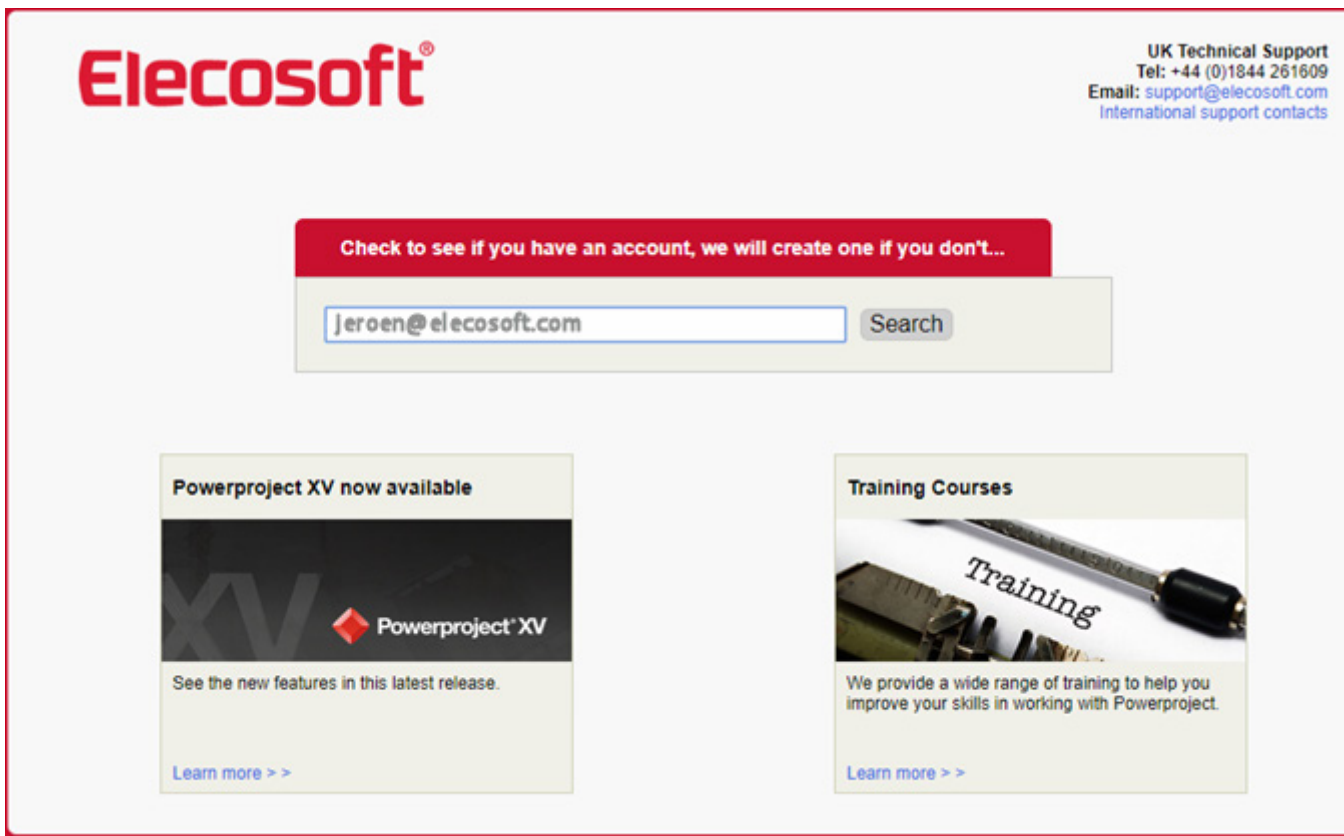 Elecosoft®
UK Technical Support
Tel: +44 (0)1844 261609
Email: support@elecosoft.com
International support contacts
Check to see if you have an account, we will create one if you don't...
jeroen@elecosoft.com
Search
Powerproject XV now available
XV
Powerproject® XV
See the new features in this latest release.
Learn more > >
Training Courses
Training
We provide a wide range of training to help you
improve your skills in working with Powerproject.
Learn more > >